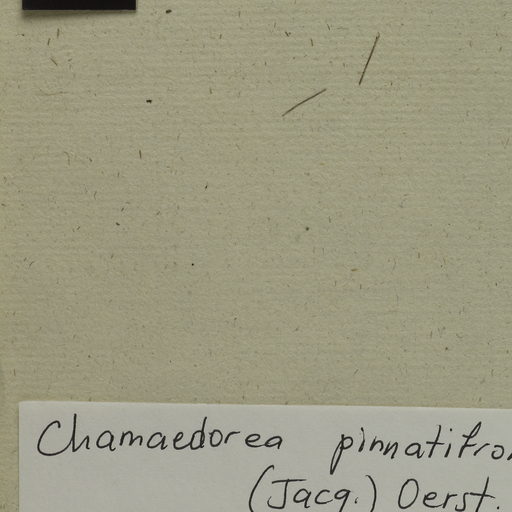 Chamaedorea pinnatifro
(Jacq.) Oerst.